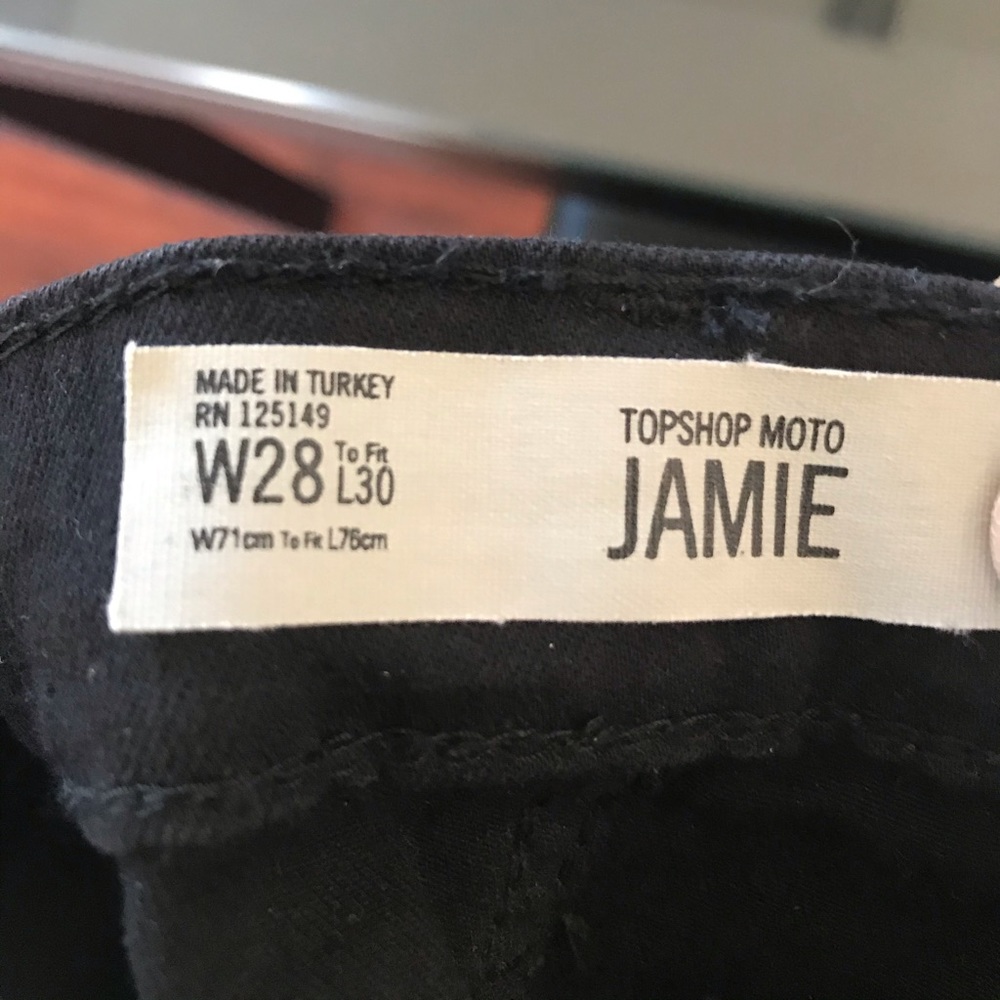 MADE IN TURKEY
RN 125149
W28 To Fit L30
W71cm To Fit L76cm
TOPSHOP MOTO
JAMIE